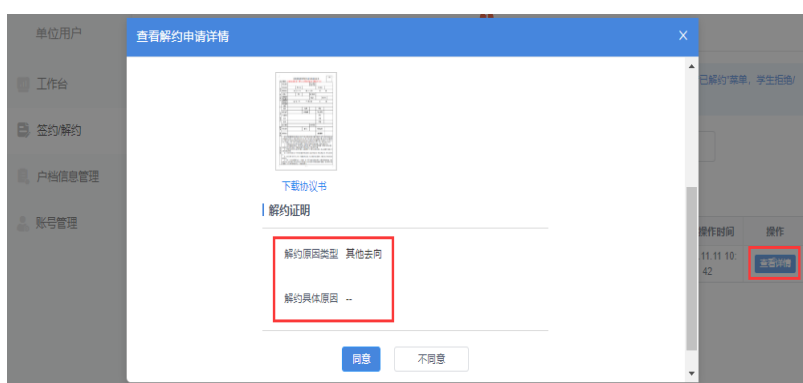 单位用户
查看解约申请详情
X
工作台
已解约"菜单，学生拒绝/
签约/解约
户档信息管理
下载协议书
解约证明
账号管理
操作时间
操作
解约原因类型 其他去向
11.11 10:
42
查看详情
解约具体原因 --
同意
不同意